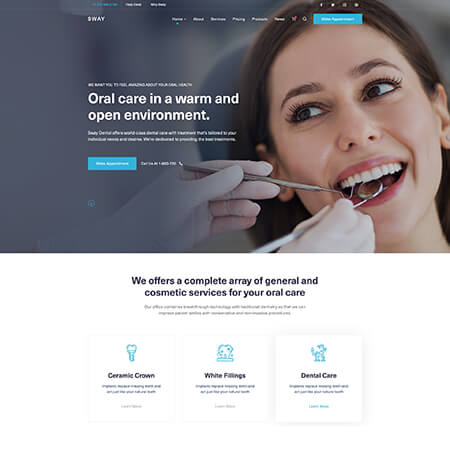 Help Desk Why Sway
SWAY
Home About Services Pricing Products News Make Appointment
WE WANT YOU TO FEEL AMAZING ABOUT YOUR ORAL HEALTH
Oral care in a warm and
open environment.
Sway Dental offers world-class dental care with treatment that's tailored to your
individual needs and desires. We're dedicated to providing the best treatments.
Make Appointment Call Us At 1-800-700
We offers a complete array of general and
cosmetic services for your oral care
Our office combines breakthrough technology with traditional dentistry so that we can
improve patient smiles with conservative and non-invasive procedures.
Ceramic Crown
Implants replace missing teeth and
act just like your natural teeth
Learn More
White Fillings
Implants replace missing teeth and
act just like your natural teeth
Learn More
Dental Care
Implants replace missing teeth and
act just like your natural teeth
Learn More